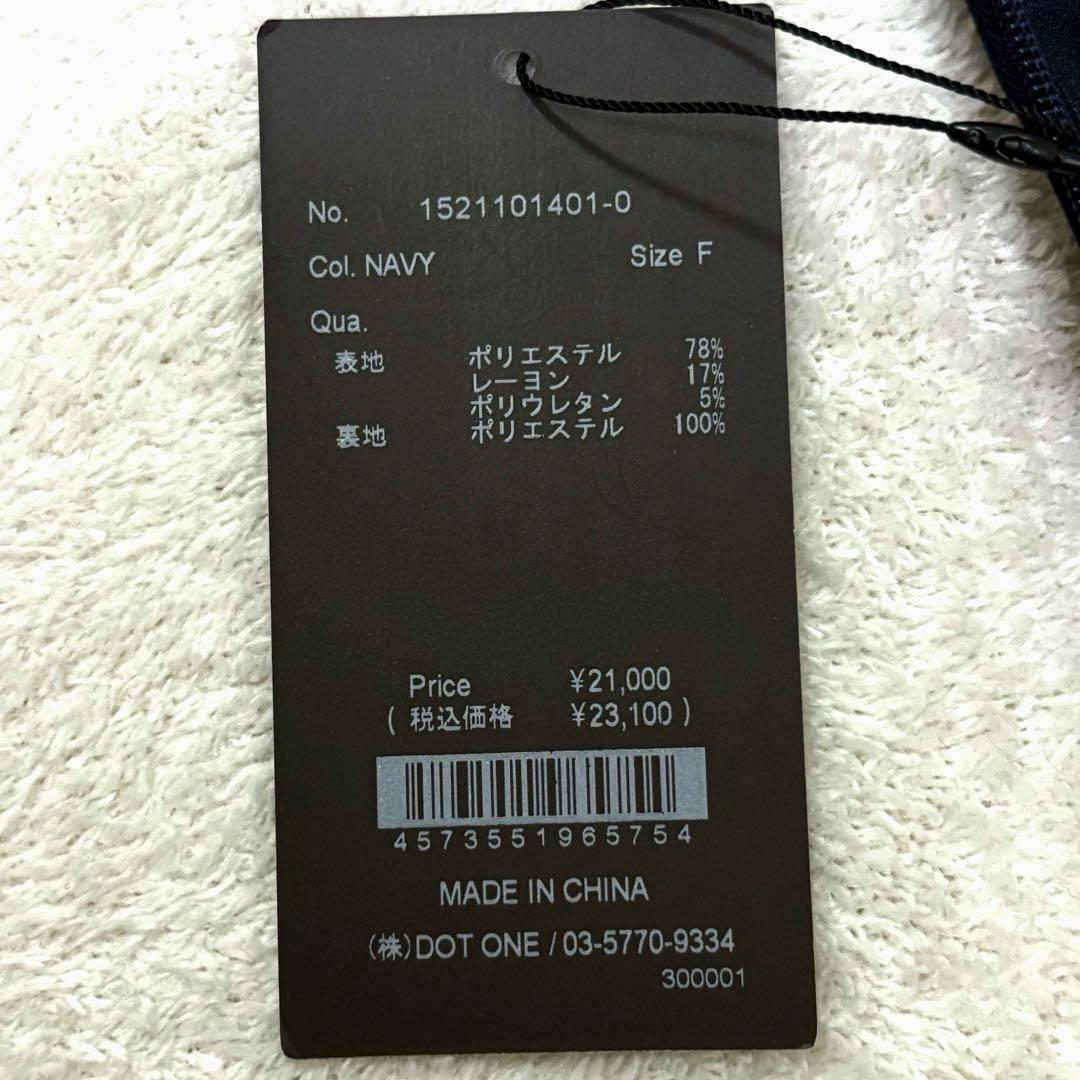 No. 1521101401-0
Col. NAVY Size F
Qua.
表地 ポリエステル 78%
レーヨン 17%
ポリウレタン 5%
裏地 ポリエステル 100%
Price ¥21,000
( 税込価格 ¥23,100 )
4573551965754
MADE IN CHINA
(株)DOT ONE / 03-5770-9334
300001